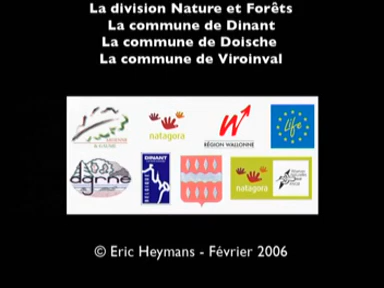 La division Nature et Forêts
La commune de Dinant
La commune de Doische
La commune de Viroinval
natagora
RÉGION WALLONNE
Life
DINANT
BELGIQUE
natagora
© Eric Heymans - Février 2006